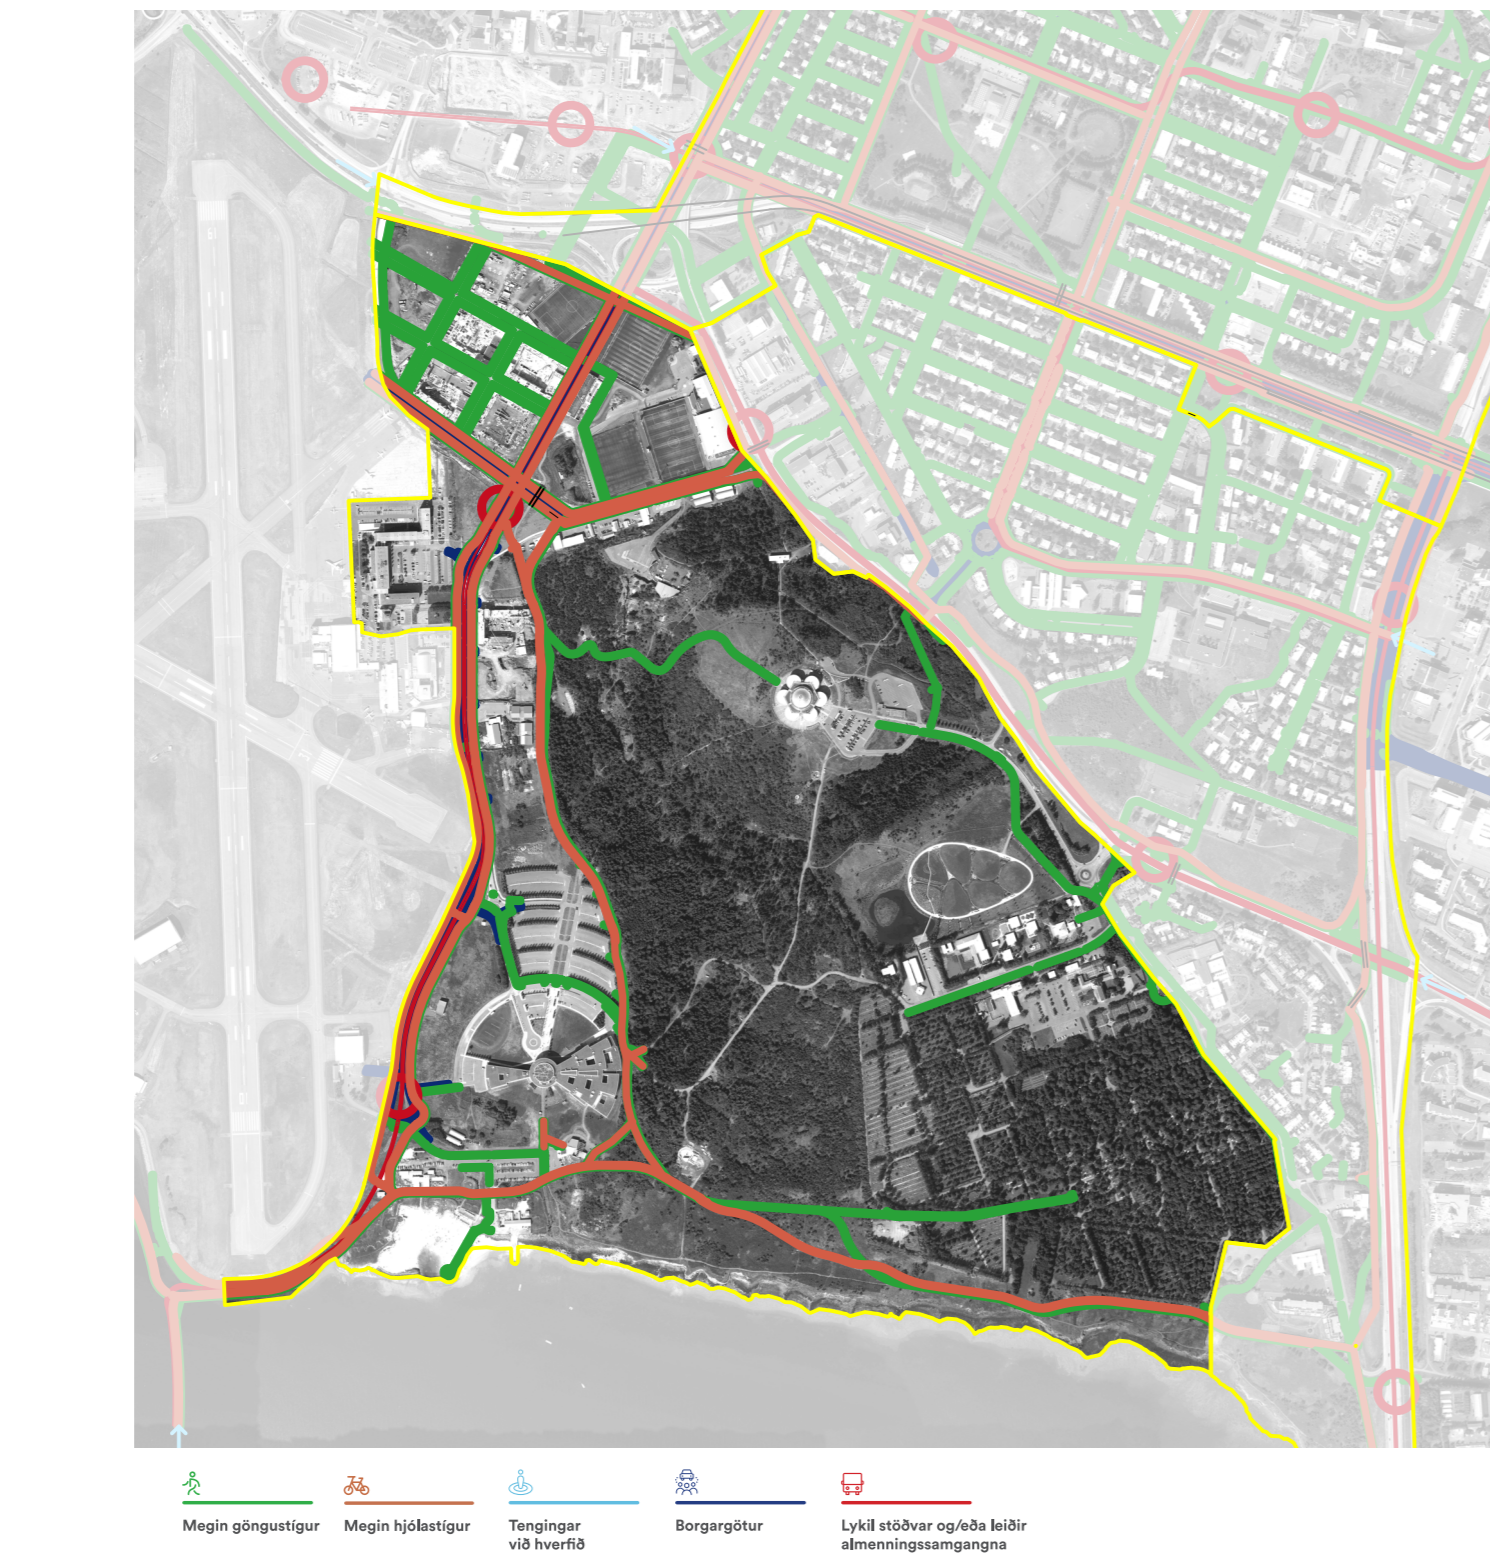 Megin göngustígur
Megin hjólastígur
Tengingar
við hverfið
Borgargötur
Lykil stöðvar og/eða leiðir
almenningssamgangna